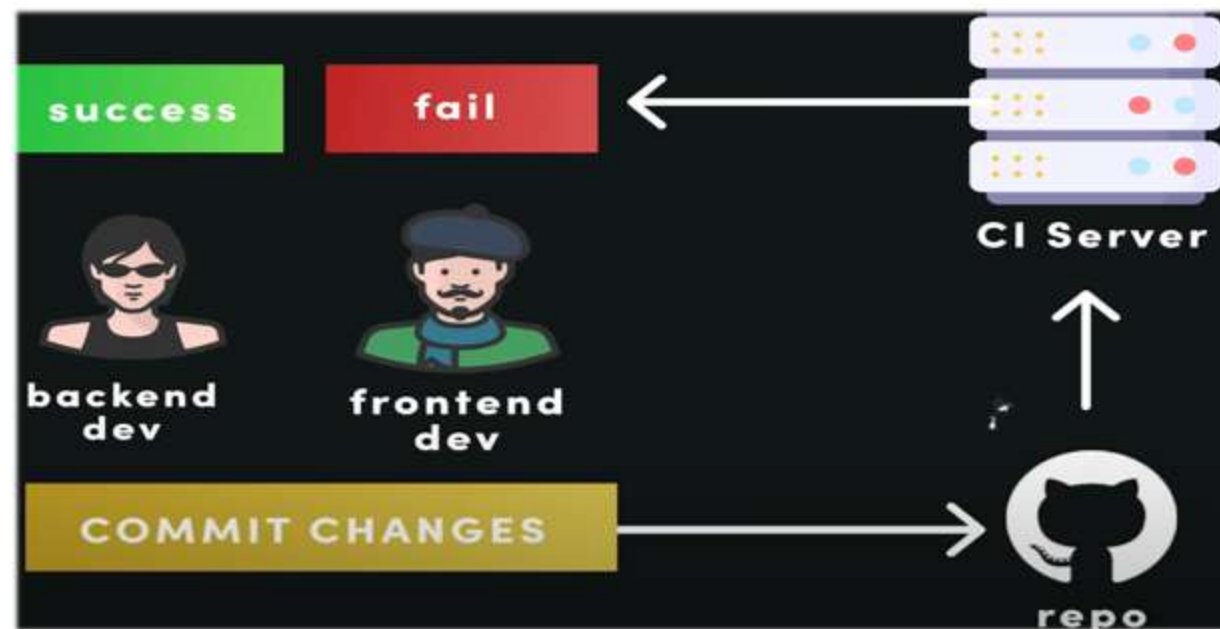 success
fail
CI Server
backend
dev
frontend
dev
COMMIT CHANGES
repo